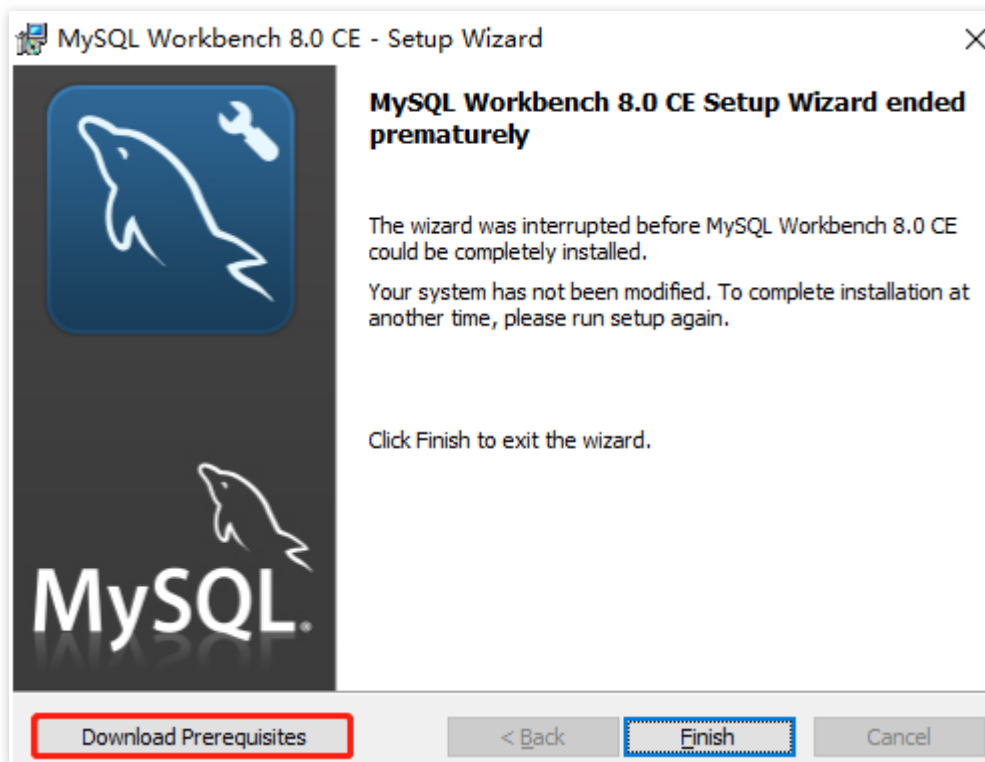 MySQL Workbench 8.0 CE - Setup Wizard
MySQL Workbench 8.0 CE Setup Wizard ended
prematurely
The wizard was interrupted before MySQL Workbench 8.0 CE
could be completely installed.
Your system has not been modified. To complete installation at
another time, please run setup again.
Click Finish to exit the wizard.
MySQL®
Download Prerequisites
< Back
Finish
Cancel